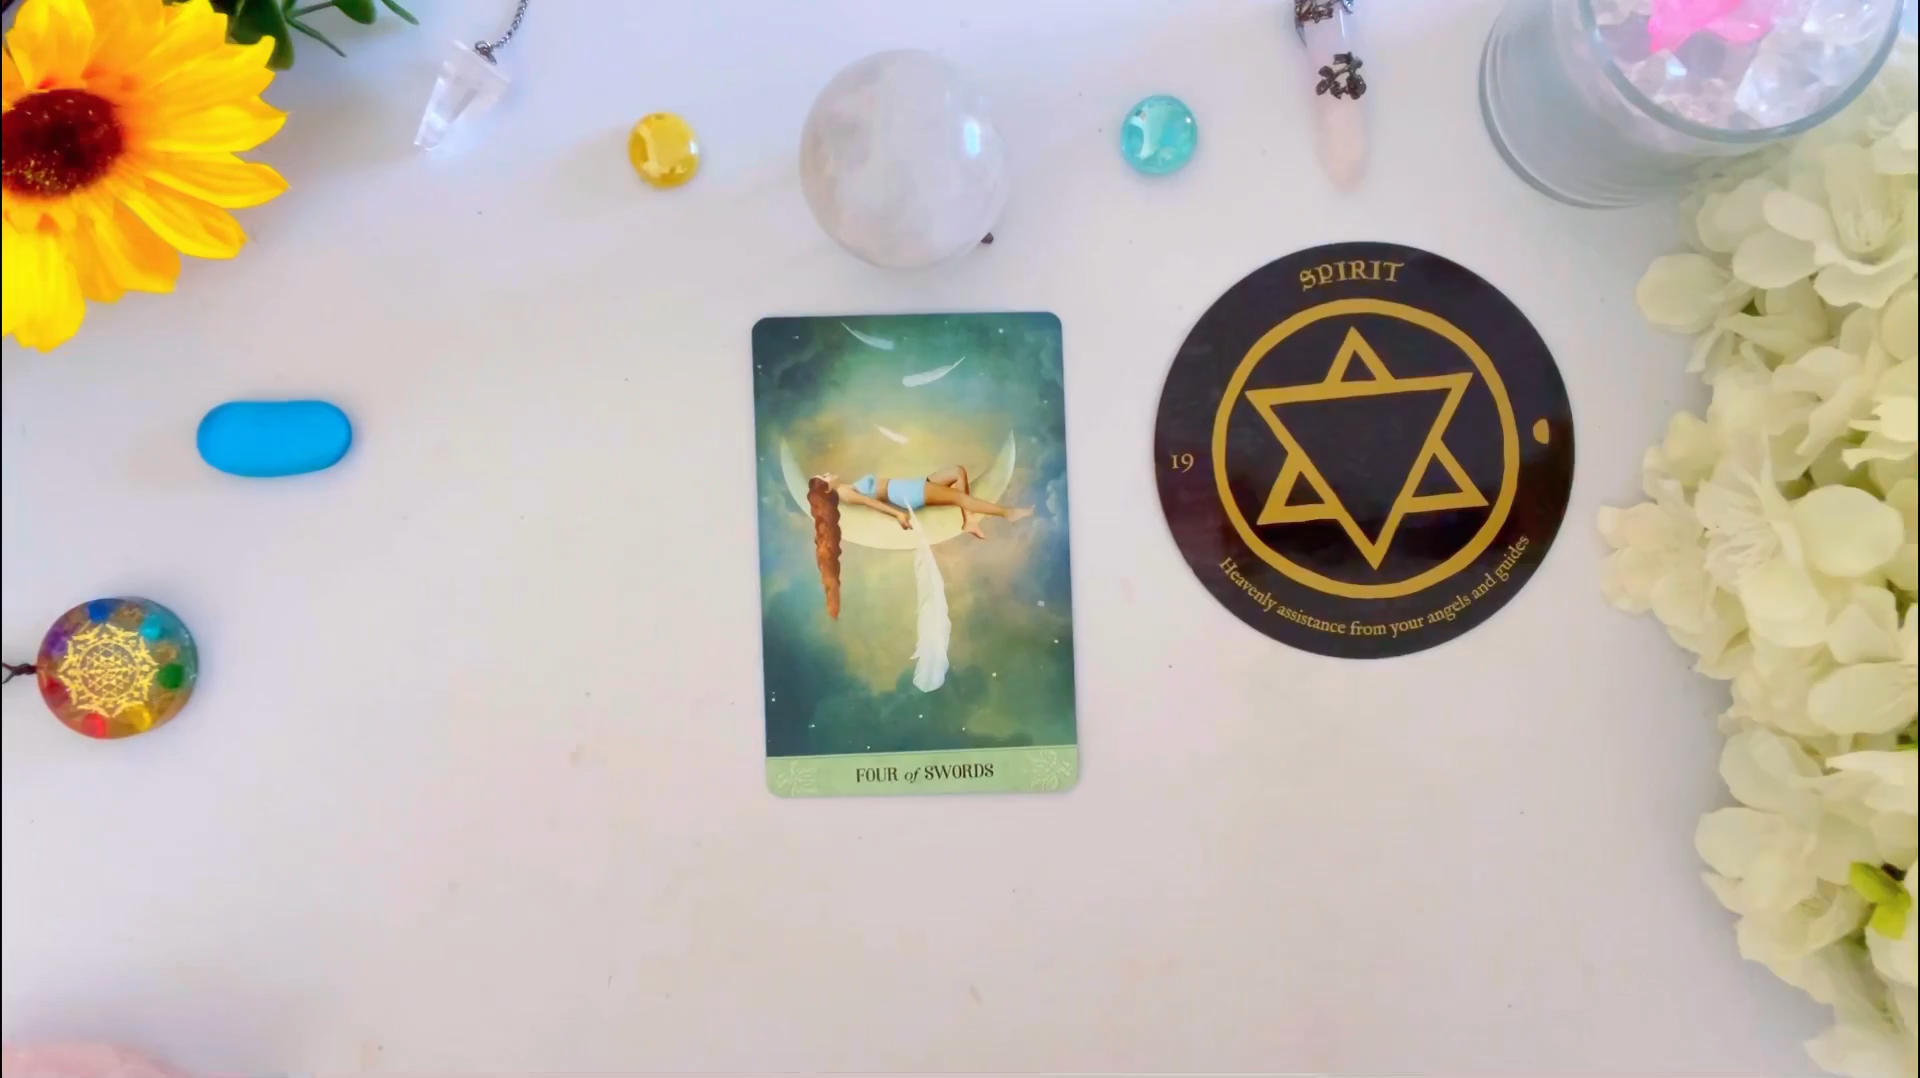 SPIRIT
19
Heavenly assistance from your angels and guides
FOUR of SWORDS